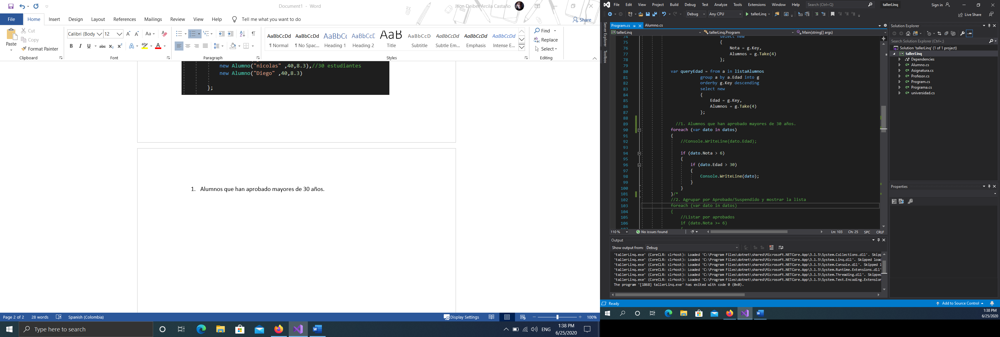 Document1 - Word
Jhon Deiber Arcila Castaño
File Home Insert Design Layout References Mailings Review View Help Tell me what you want to do
Share
Paste
Cut
Copy
Format Painter
Clipboard
Calibri (Body 12
Font
Paragraph
AaBbCcDd AaBbCcDd AaBbCc AaBbCcD AaB AaBbCcD AaBbCcDd AaBbCcDd AaBbCcDd
¶ Normal ¶ No Spac... Heading 1 Heading 2 Title Subtitle Subtle Em... Emphasis Intense E...
Styles
Find
Replace
Select
Editing
new Alumno("nicolas" ,40,8.3),//30 estudiantes
new Alumno("Diego" ,40,8.3)
};
1. Alumnos que han aprobado mayores de 30 años.
Page 2 of 2 28 words Spanish (Colombia)
Display Settings 100%
Type here to search
ENG
1:38 PM
6/25/2020
File Edit View Project Build Debug Test Analyze Tools Extensions Window Help Search (Ctrl+Q) tallerLinq Sign in
Debug Any CPU tallerLinq Live Share
Server Explorer
Toolbox
Program.cs Alumno.cs
tallerLinq tallerLinq.Program Main(string[] args)
74 select new
75 {
76 Nota = g.Key,
77 Alumnos = g.Take(4)
78 };
79
80 var queryEdad = from a in listaAlumnos
81 group a by a.Edad into g
82 orderby g.Key descending
83 select new
84 {
85 Edad = g.Key,
86 Alumnos = g.Take(4)
87 };
88
89 //1. Alumnos que han aprobado mayores de 30 años.
90 foreach (var dato in datos)
91 {
92 //Console.WriteLine(dato.Edad);
93
94 if (dato.Nota > 6)
95 {
96 if (dato.Edad > 30)
97 {
98 Console.WriteLine(dato);
99 }
100 }
101 }/*
102 //2. Agrupar por Aprobado/Suspendido y mostrar la lista
103 foreach (var dato in datos)
104 {
105 //Listar por aprobados
106 if (dato.Nota >= 6)
107 {
110 % No issues found Ln: 103 Ch: 25 SPC CRLF
Output
Show output from: Debug
'tallerLinq.exe' (CoreCLR: clrhost): Loaded 'C:\Program Files\dotnet\shared\Microsoft.NETCore.App\3.1.5\System.Collections.dll'. Skipp
'tallerLinq.exe' (CoreCLR: clrhost): Loaded 'C:\Program Files\dotnet\shared\Microsoft.NETCore.App\3.1.5\System.Linq.dll'. Skipped load
'tallerLinq.exe' (CoreCLR: clrhost): Loaded 'C:\Program Files\dotnet\shared\Microsoft.NETCore.App\3.1.5\System.Console.dll'. Skipped l
'tallerLinq.exe' (CoreCLR: clrhost): Loaded 'C:\Program Files\dotnet\shared\Microsoft.NETCore.App\3.1.5\System.Runtime.Extensions.dll'
'tallerLinq.exe' (CoreCLR: clrhost): Loaded 'C:\Program Files\dotnet\shared\Microsoft.NETCore.App\3.1.5\System.Threading.dll'. Skipped
'tallerLinq.exe' (CoreCLR: clrhost): Loaded 'C:\Program Files\dotnet\shared\Microsoft.NETCore.App\3.1.5\System.Text.Encoding.Extension
The program '[1868] tallerLinq.exe' has exited with code 0 (0x0).
Solution Explorer
Search Solution Explorer (Ctrl+;)
Solution 'tallerLinq' (1 of 1 project)
tallerLinq
Dependencies
Alumno.cs
Asignatura.cs
Profesor.cs
Program.cs
Programa.cs
universidad.cs
Properties
Ready Add to Source Control
1:38 PM
6/25/2020